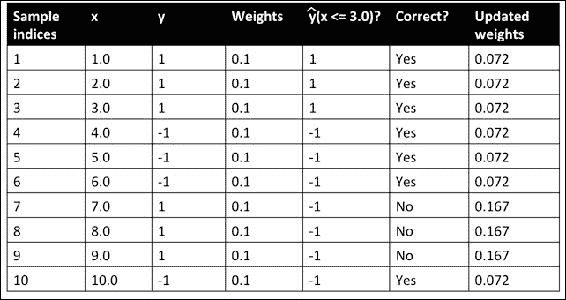 Sample indices x y Weights ŷ(x <= 3.0)? Correct? Updated weights
1 1.0 1 0.1 1 Yes 0.072
2 2.0 1 0.1 1 Yes 0.072
3 3.0 1 0.1 1 Yes 0.072
4 4.0 -1 0.1 -1 Yes 0.072
5 5.0 -1 0.1 -1 Yes 0.072
6 6.0 -1 0.1 -1 Yes 0.072
7 7.0 1 0.1 -1 No 0.167
8 8.0 1 0.1 -1 No 0.167
9 9.0 1 0.1 -1 No 0.167
10 10.0 -1 0.1 -1 Yes 0.072